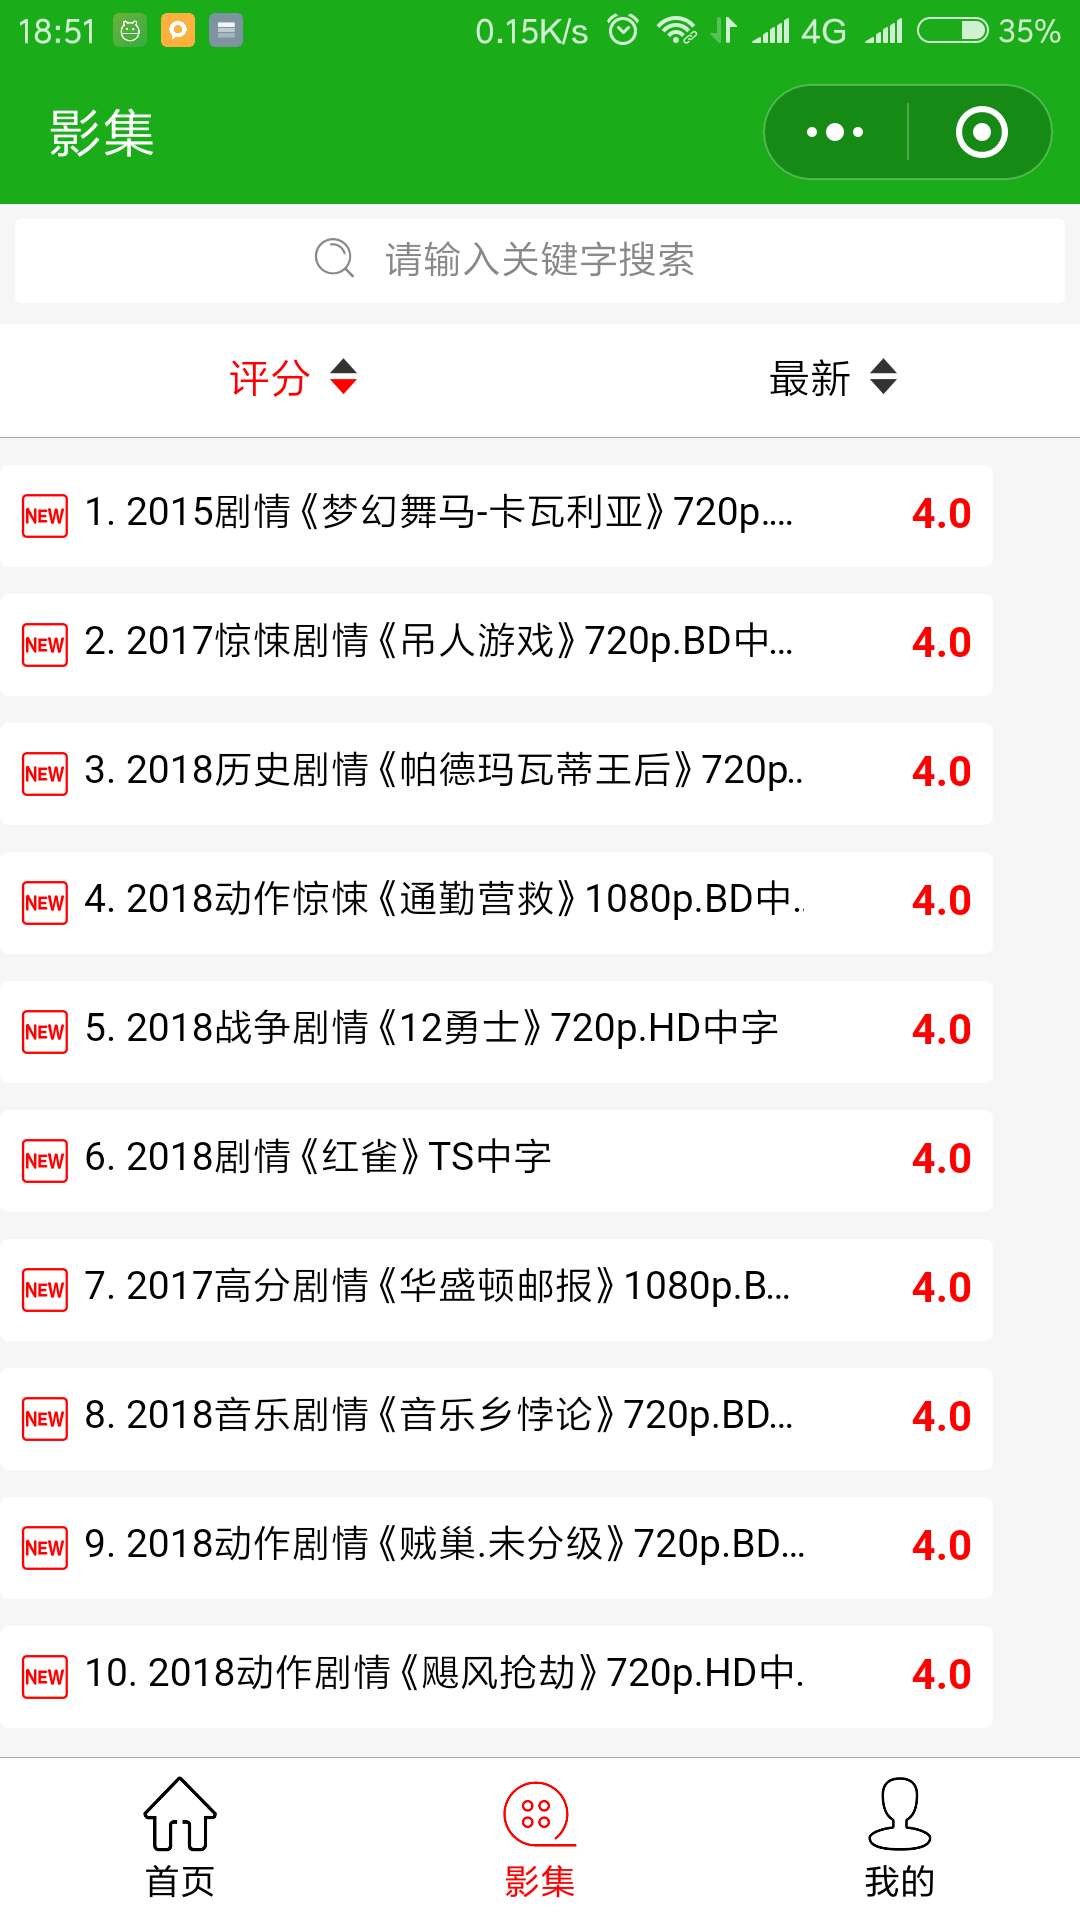 18:51 0.15K/s 4G 35%
影集
请输入关键字搜索
评分 最新
NEW 1. 2015剧情《梦幻舞马-卡瓦利亚》720p.... 4.0
NEW 2. 2017惊悚剧情《吊人游戏》720p.BD中... 4.0
NEW 3. 2018历史剧情《帕德玛瓦蒂王后》720p.. 4.0
NEW 4. 2018动作惊悚《通勤营救》1080p.BD中.. 4.0
NEW 5. 2018战争剧情《12勇士》720p.HD中字 4.0
NEW 6. 2018剧情《红雀》TS中字 4.0
NEW 7. 2017高分剧情《华盛顿邮报》1080p.B... 4.0
NEW 8. 2018音乐剧情《音乐乡悖论》720p.BD... 4.0
NEW 9. 2018动作剧情《贼巢.未分级》720p.BD... 4.0
NEW 10. 2018动作剧情《飓风抢劫》720p.HD中. 4.0
首页 影集 我的